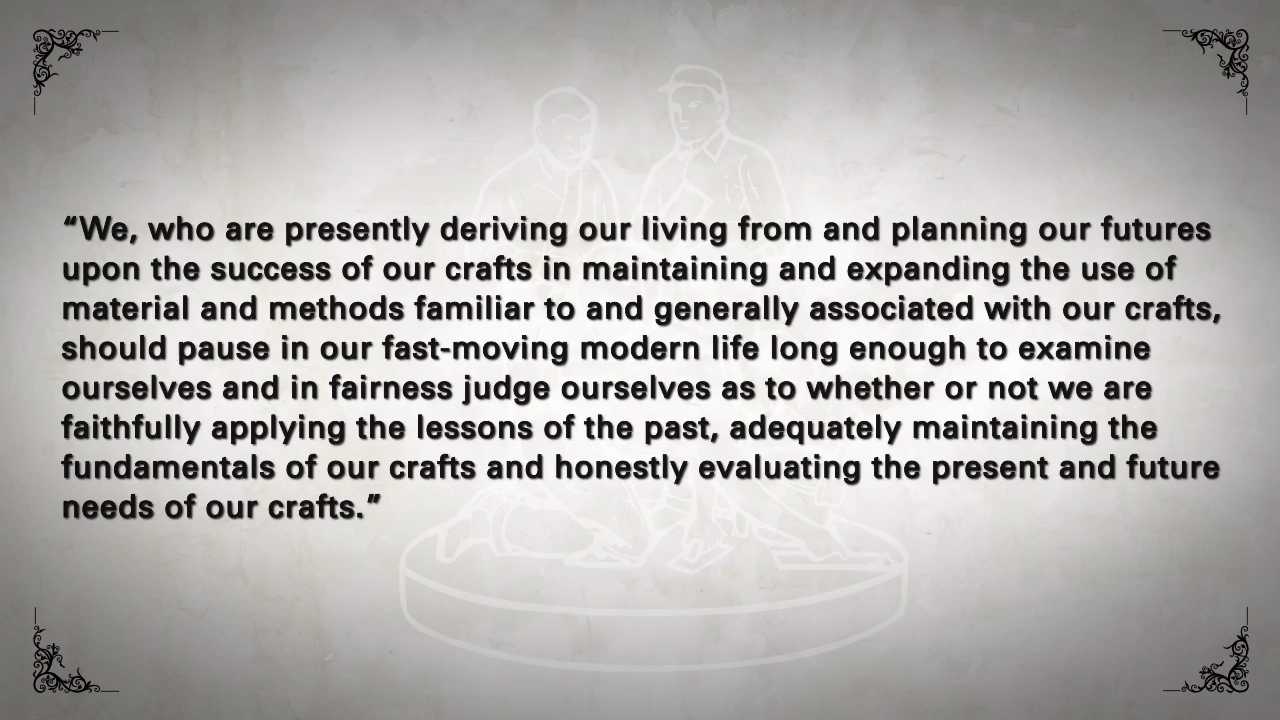 “We, who are presently deriving our living from and planning our futures
upon the success of our crafts in maintaining and expanding the use of
material and methods familiar to and generally associated with our crafts,
should pause in our fast-moving modern life long enough to examine
ourselves and in fairness judge ourselves as to whether or not we are
faithfully applying the lessons of the past, adequately maintaining the
fundamentals of our crafts and honestly evaluating the present and future
needs of our crafts.”